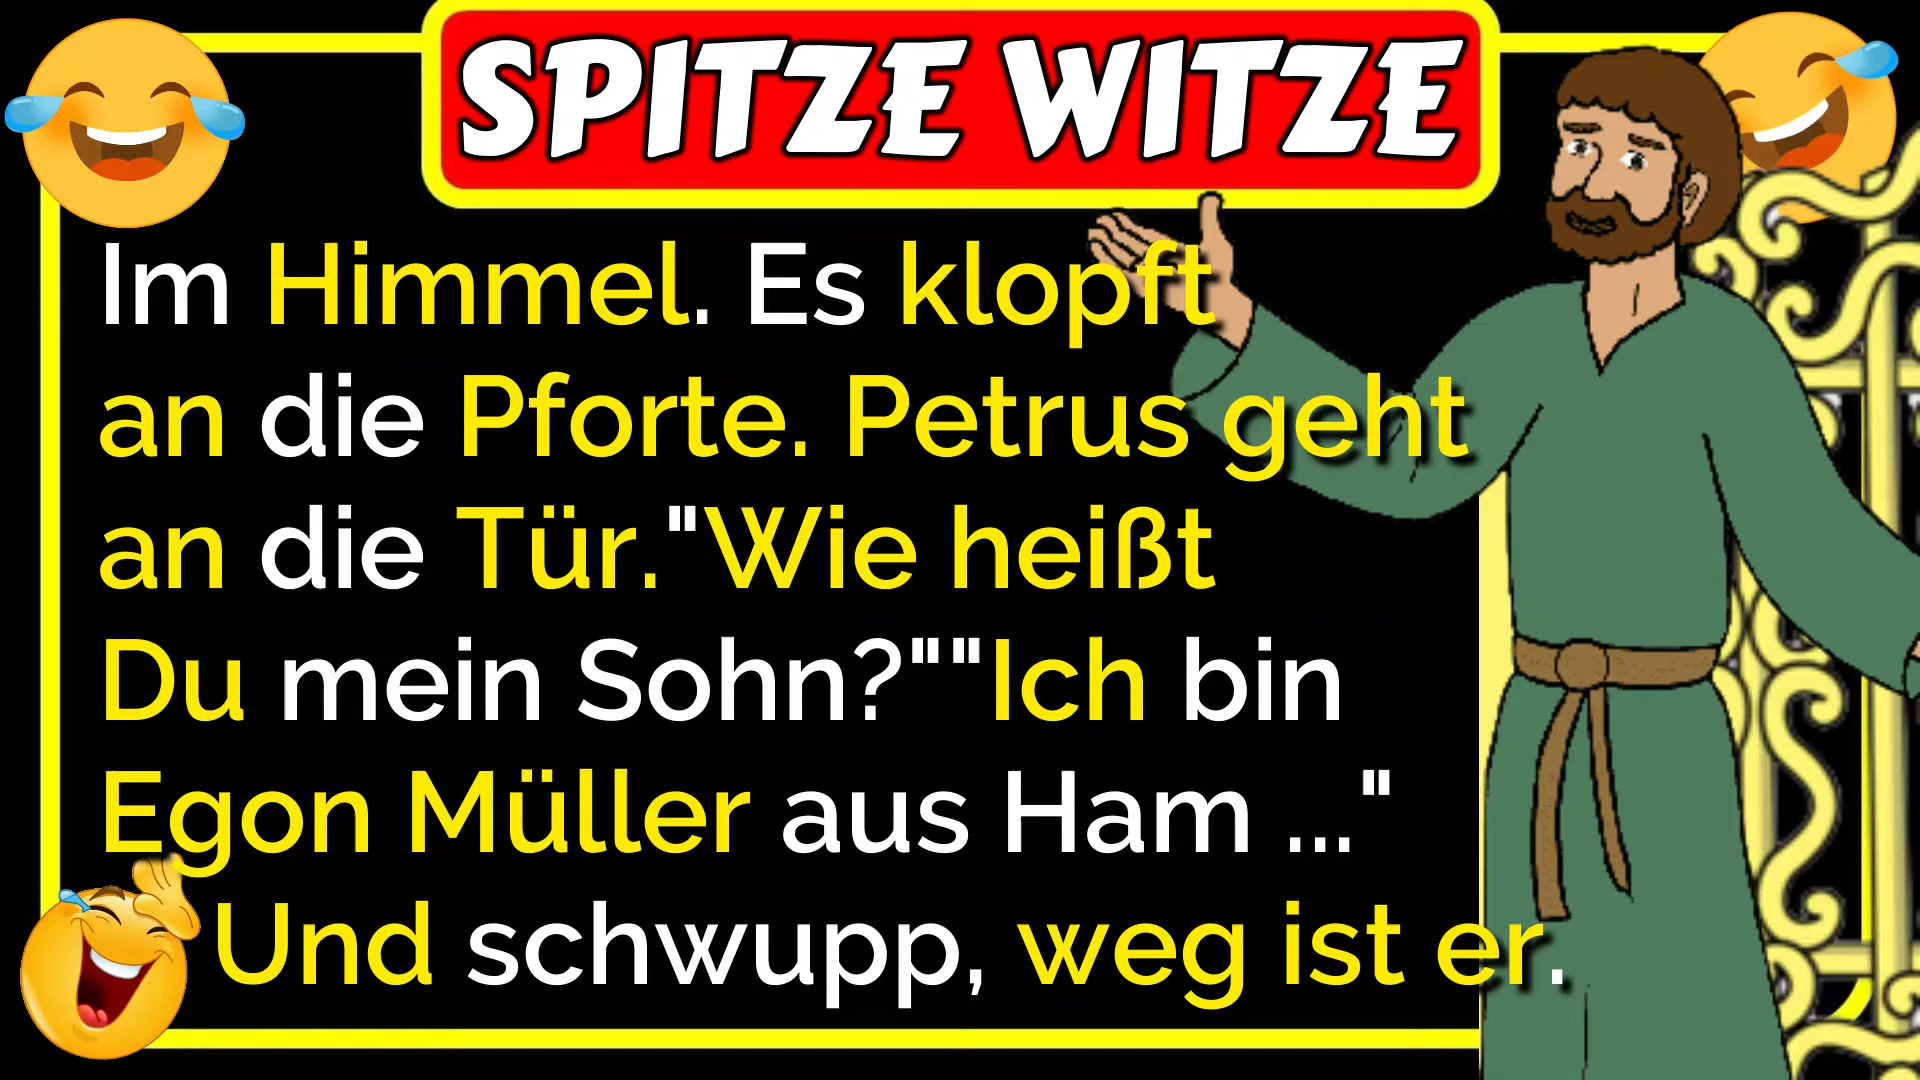 SPITZE WITZE
Im Himmel. Es klopft
an die Pforte. Petrus geht
an die Tür."Wie heißt
Du mein Sohn?""Ich bin
Egon Müller aus Ham ..."
Und schwupp, weg ist er.